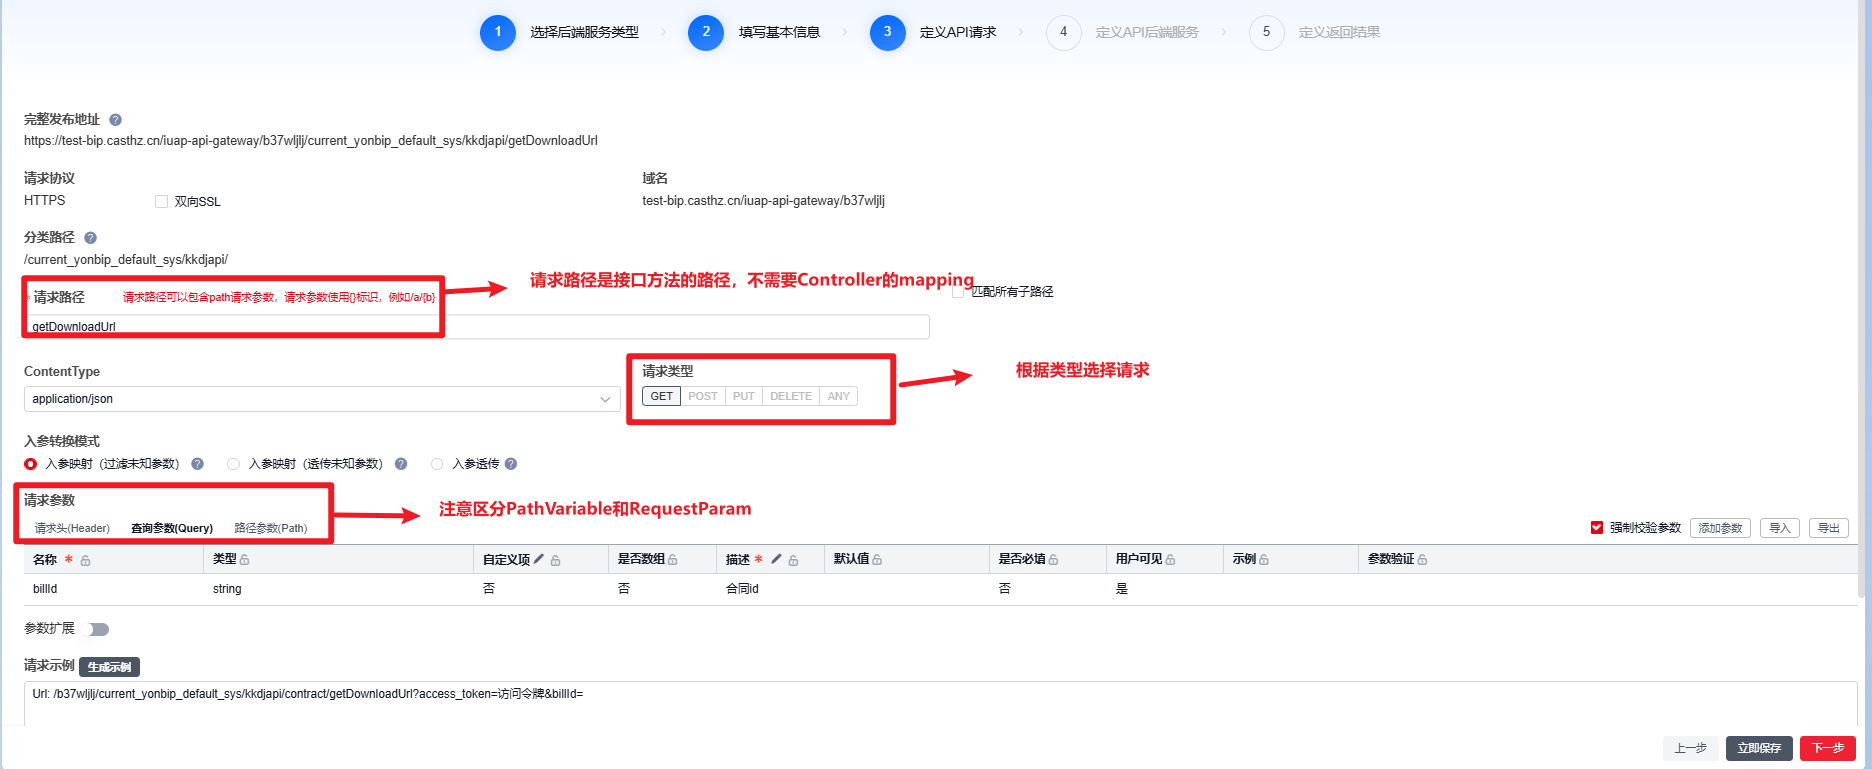 1 选择后端服务类型 2 填写基本信息 3 定义API请求 4 定义API后端服务 5 定义返回结果
完整发布地址 ?
https://test-bip.casthz.cn/iuap-api-gateway/b37wljlj/current_yonbip_default_sys/kkdjapi/getDownloadUrl
请求协议 域名
HTTPS 双向SSL test-bip.casthz.cn/iuap-api-gateway/b37wljlj
分类路径 ?
/current_yonbip_default_sys/kkdjapi/
请求路径是接口方法的路径，不需要Controller的mapping
* 请求路径 请求路径可以包含path请求参数，请求参数使用{}标识，例如/a/{b} 匹配所有子路径
getDownloadUrl
ContentType 请求类型 根据类型选择请求
application/json GET POST PUT DELETE ANY
入参转换模式
入参映射（过滤未知参数） ? 入参映射（透传未知参数） ? 入参透传 ?
请求参数 注意区分PathVariable和RequestParam
请求头(Header) 查询参数(Query) 路径参数(Path) 强制校验参数 添加参数 导入 导出
名称 * 类型 自定义项 是否数组 描述 * 默认值 是否必填 用户可见 示例 参数验证
billId string 否 否 合同id 否 是
参数扩展
请求示例 生成示例
Url: /b37wljlj/current_yonbip_default_sys/kkdjapi/contract/getDownloadUrl?access_token=访问令牌&billId=
上一步 立即保存 下一步